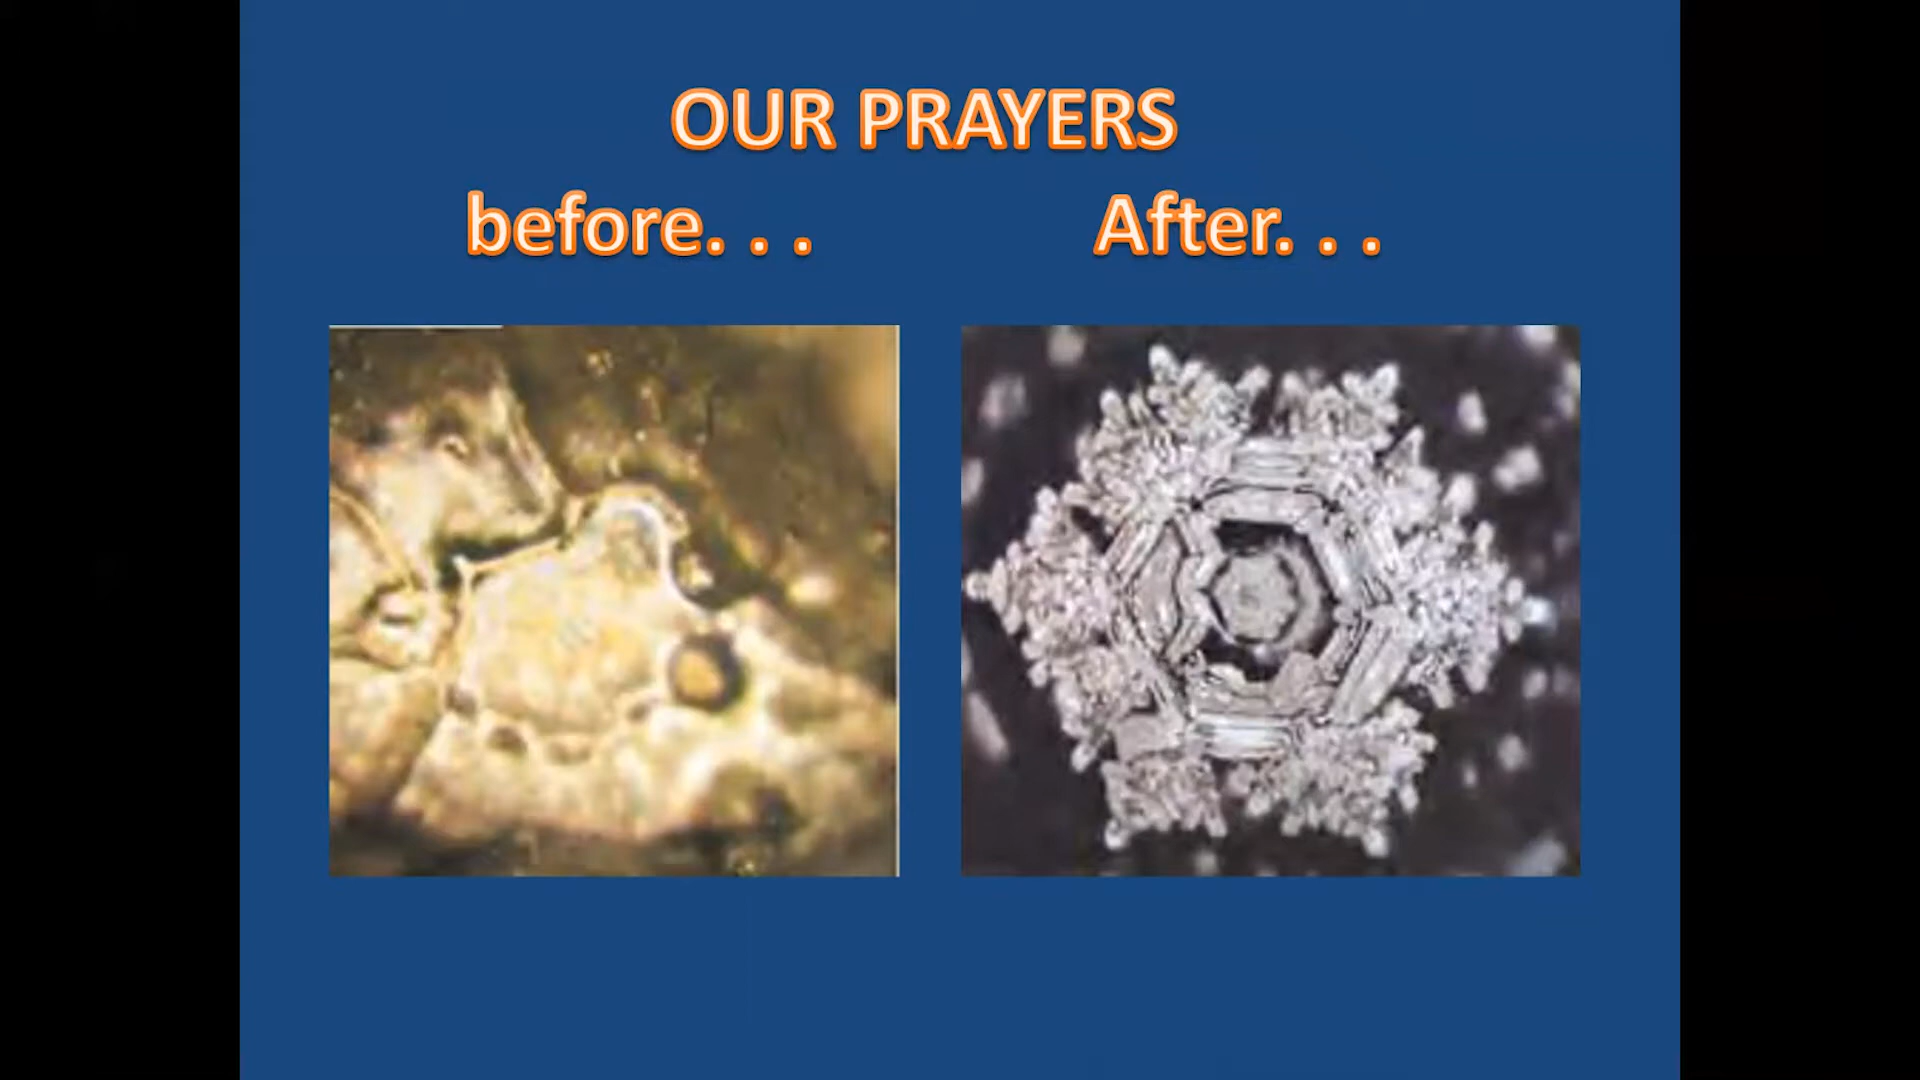 OUR PRAYERS
before. . . After. . .